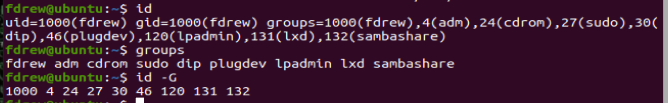 fdrew@ubuntu:~$ id
uid=1000(fdrew) gid=1000(fdrew) groups=1000(fdrew),4(adm),24(cdrom),27(sudo),30(
dip),46(plugdev),120(lpadmin),131(lxd),132(sambashare)
fdrew@ubuntu:~$ groups
fdrew adm cdrom sudo dip plugdev lpadmin lxd sambashare
fdrew@ubuntu:~$ id -G
1000 4 24 27 30 46 120 131 132